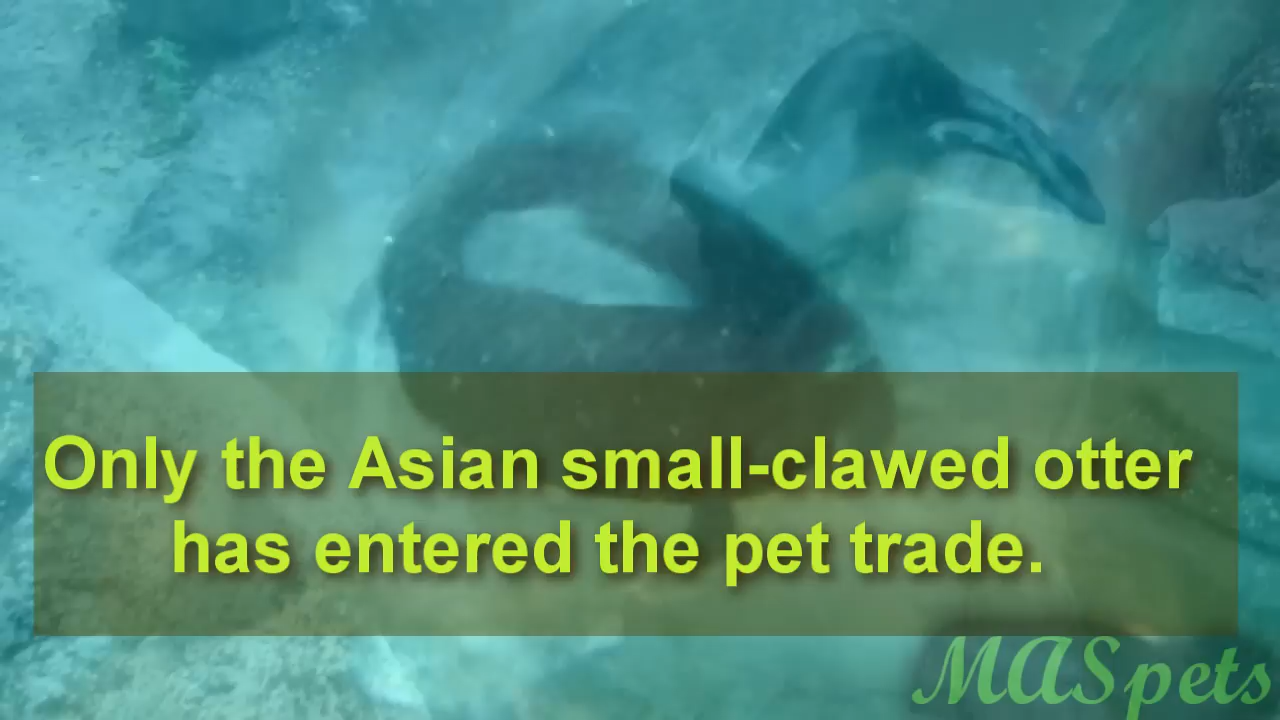 Only the Asian small-clawed otter
has entered the pet trade.
MASpets